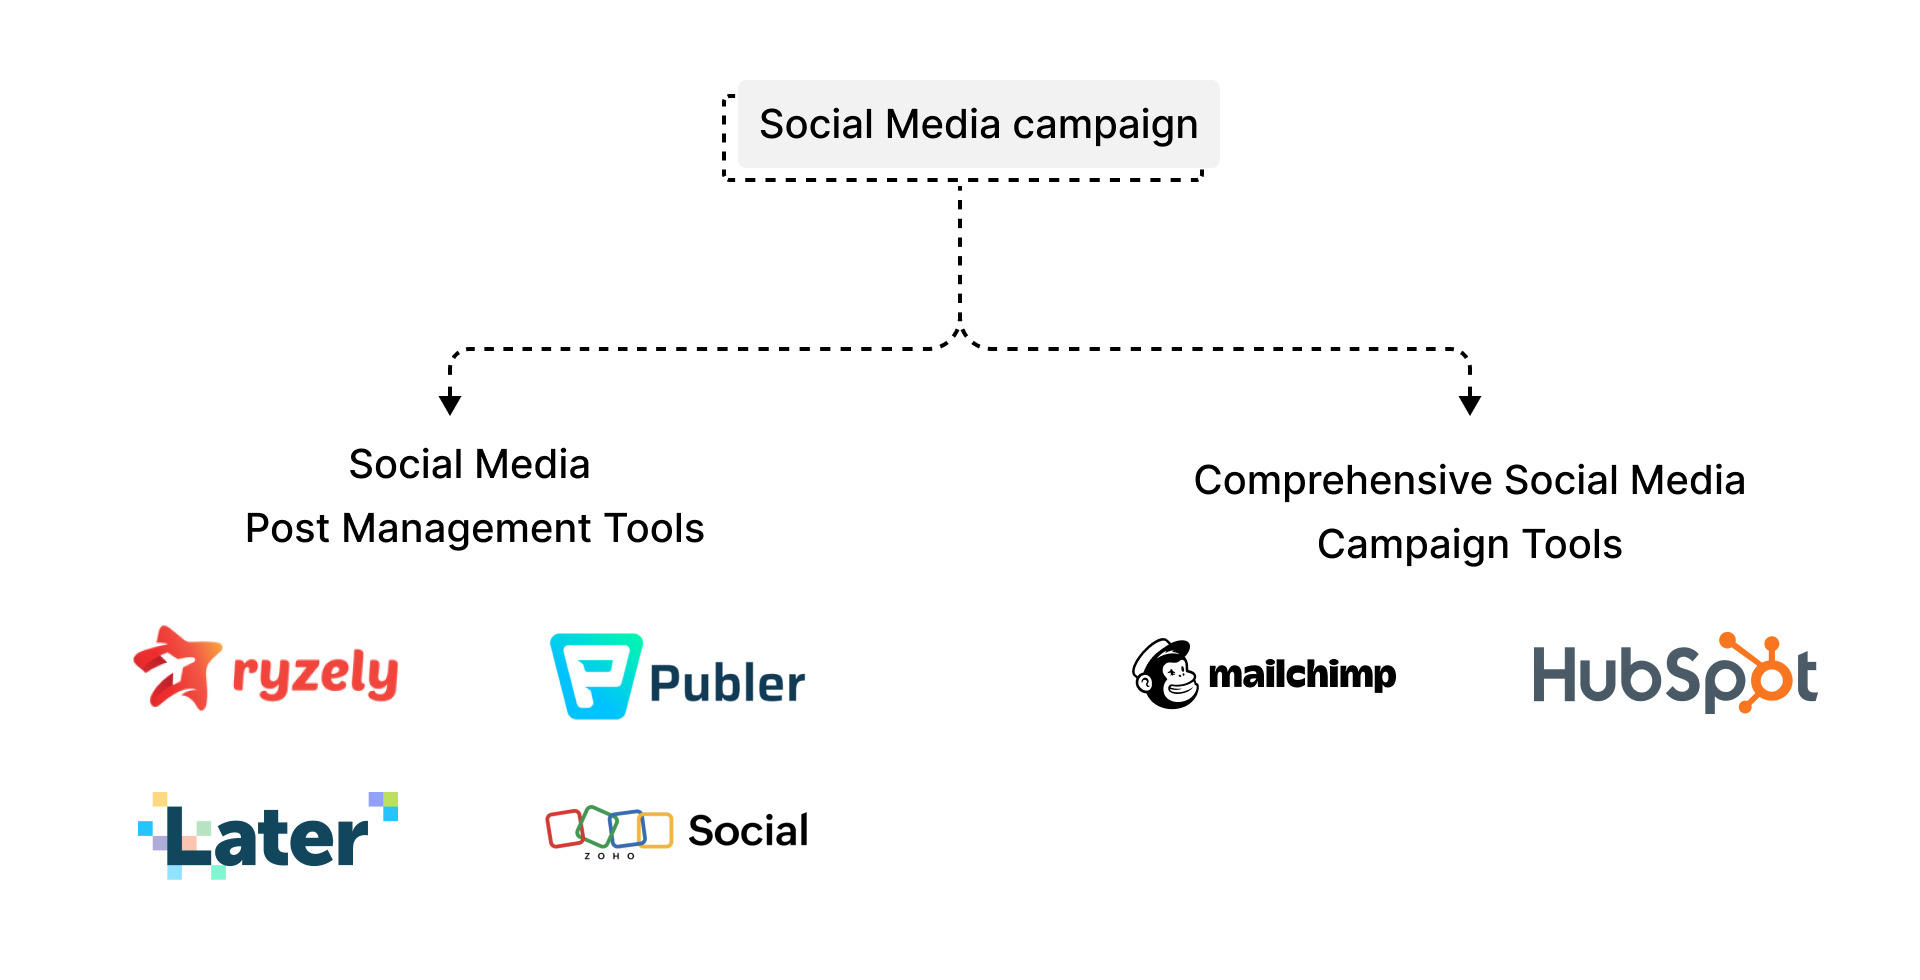 Social Media campaign
Social Media
Post Management Tools
Comprehensive Social Media
Campaign Tools
ryzely
Publer
mailchimp
HubSpot
Later
ZOHO
Social